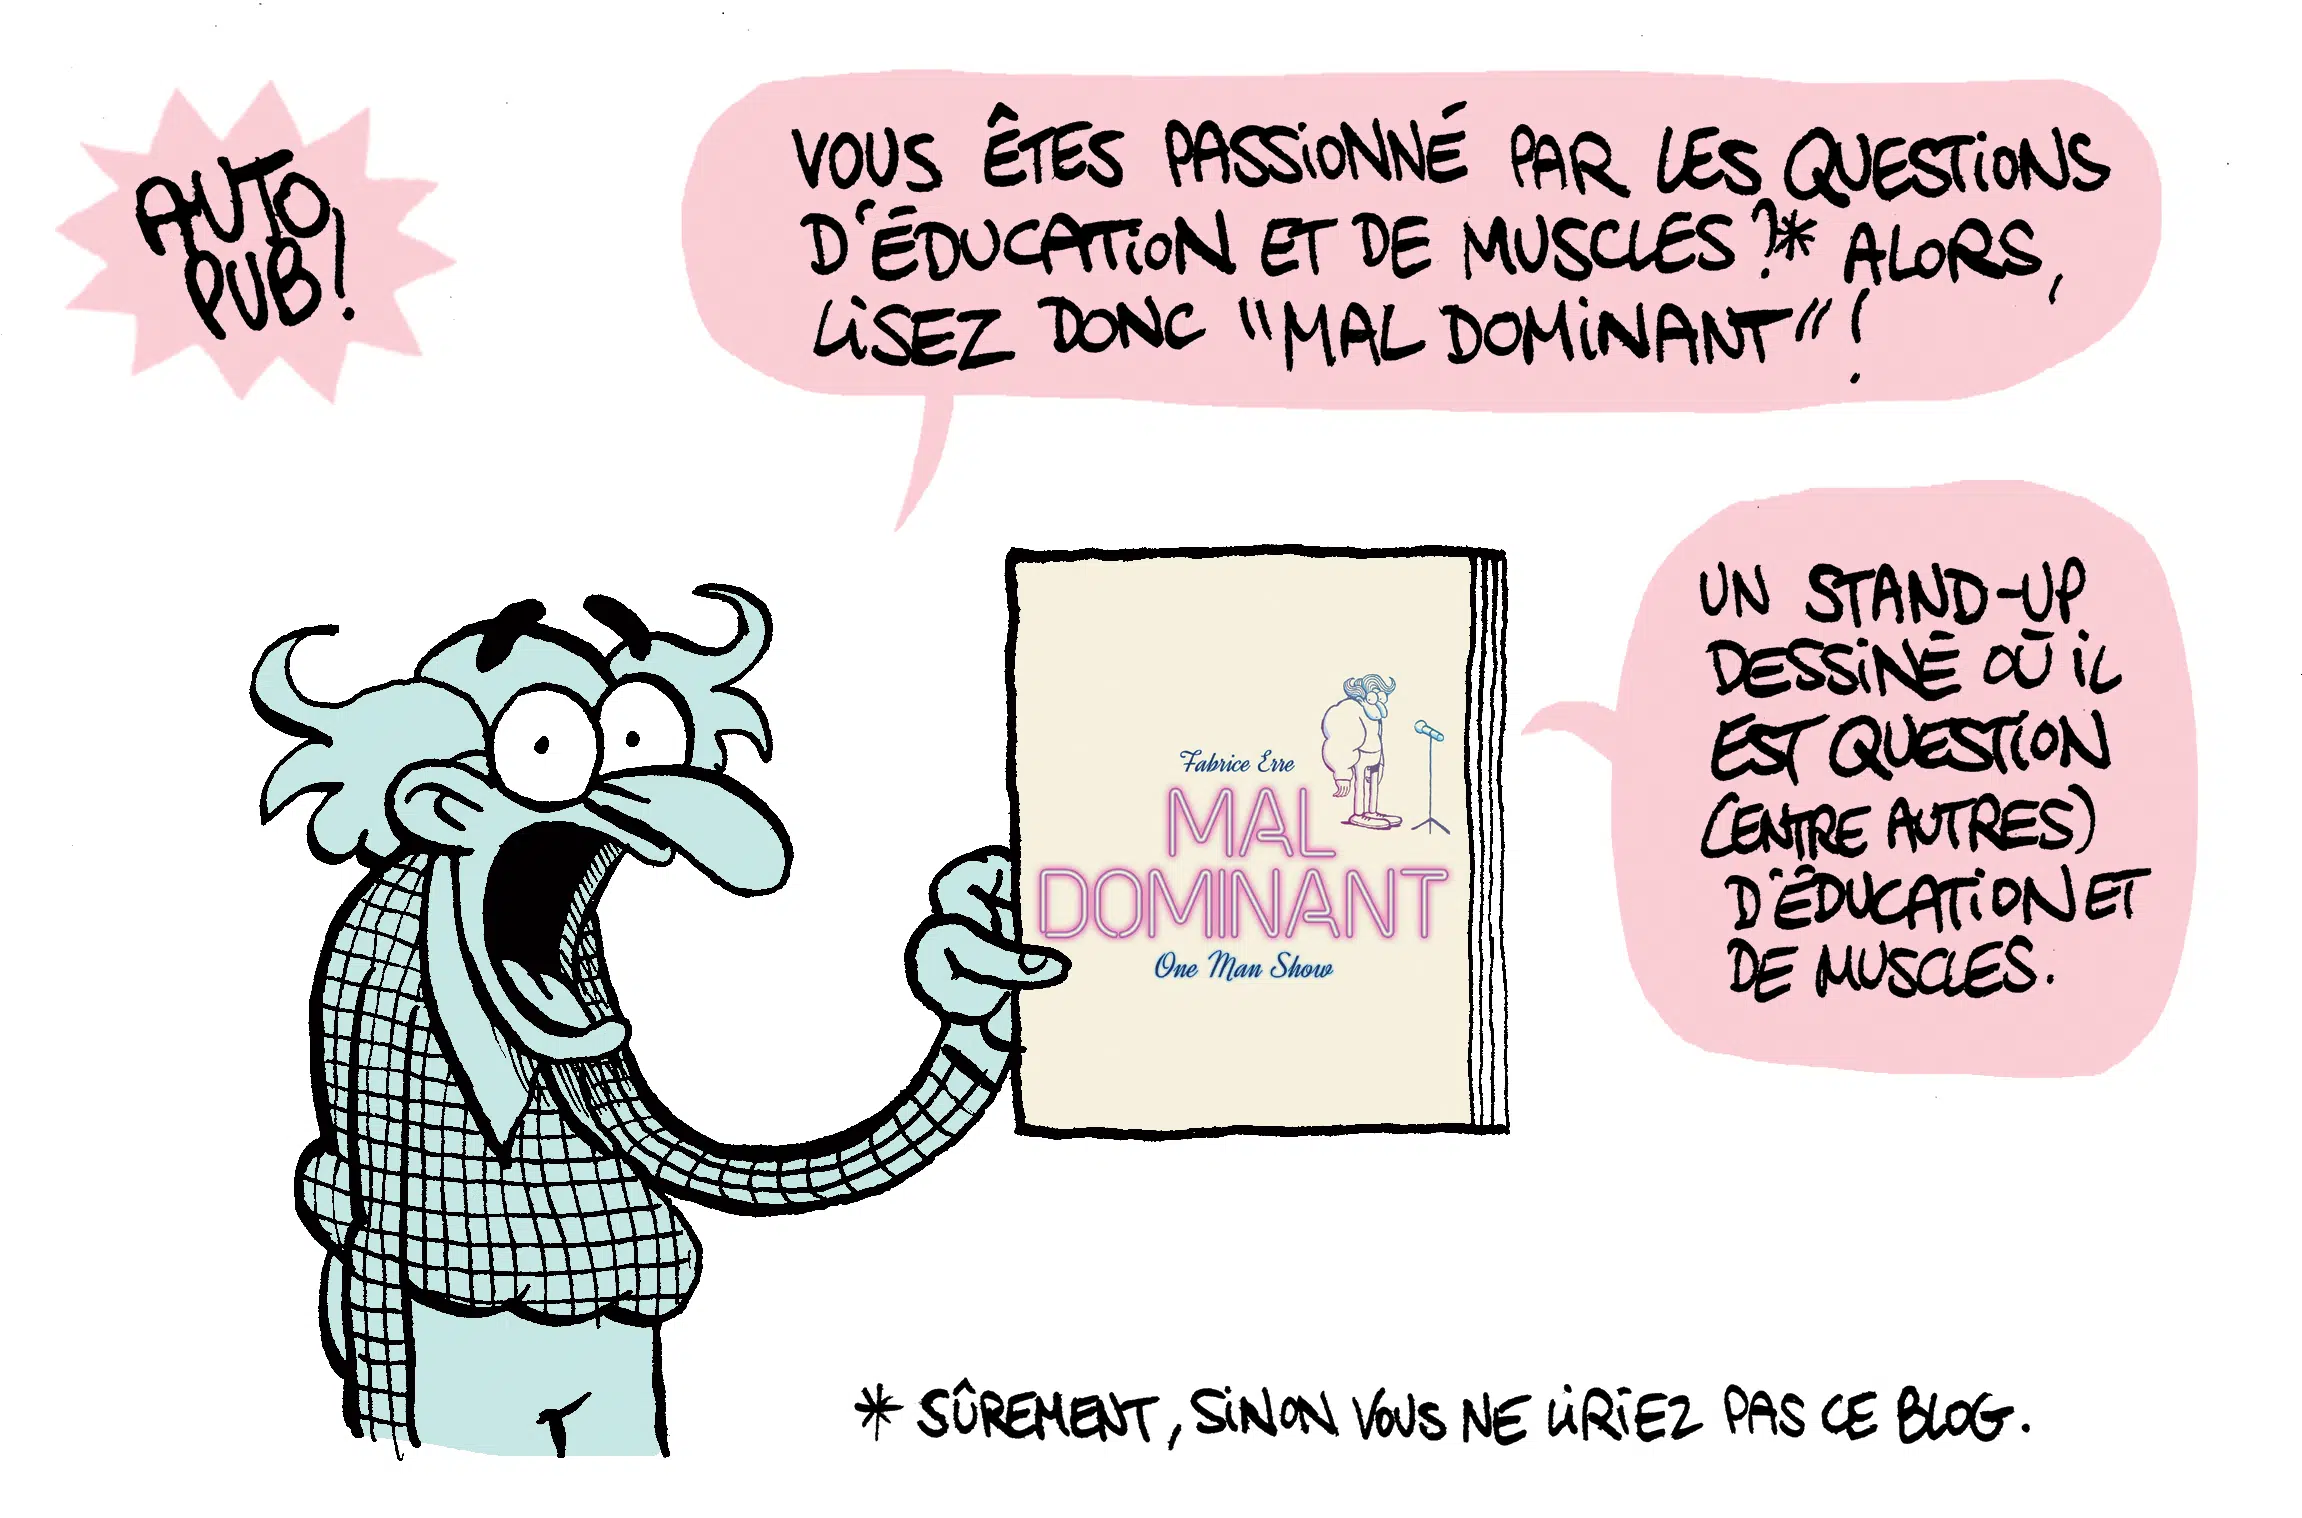 AUTO
PUB!
VOUS ÊTES PASSIONNÉ PAR LES QUESTIONS
D'ÉDUCATION ET DE MUSCLES ?* ALORS,
LISEZ DONC "MAL DOMINANT" !
Fabrice Erre
MAL
DOMINANT
One Man Show
UN STAND-UP
DESSINÉ OÙ IL
EST QUESTION
(ENTRE AUTRES)
D'ÉDUCATION ET
DE MUSCLES.
* SÛREMENT, SINON VOUS NE LIRIEZ PAS CE BLOG.